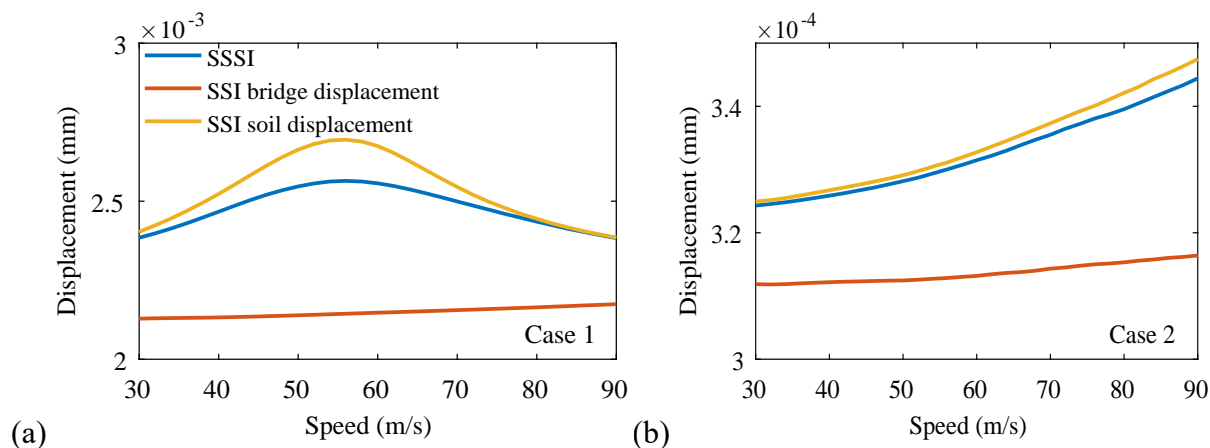 ×10⁻³
3
2.5
2
Displacement (mm)
SSSI
SSI bridge displacement
SSI soil displacement
Case 1
30 40 50 60 70 80 90
Speed (m/s)
(a)
×10⁻⁴
3.4
3.2
3
Displacement (mm)
Case 2
30 40 50 60 70 80 90
Speed (m/s)
(b)